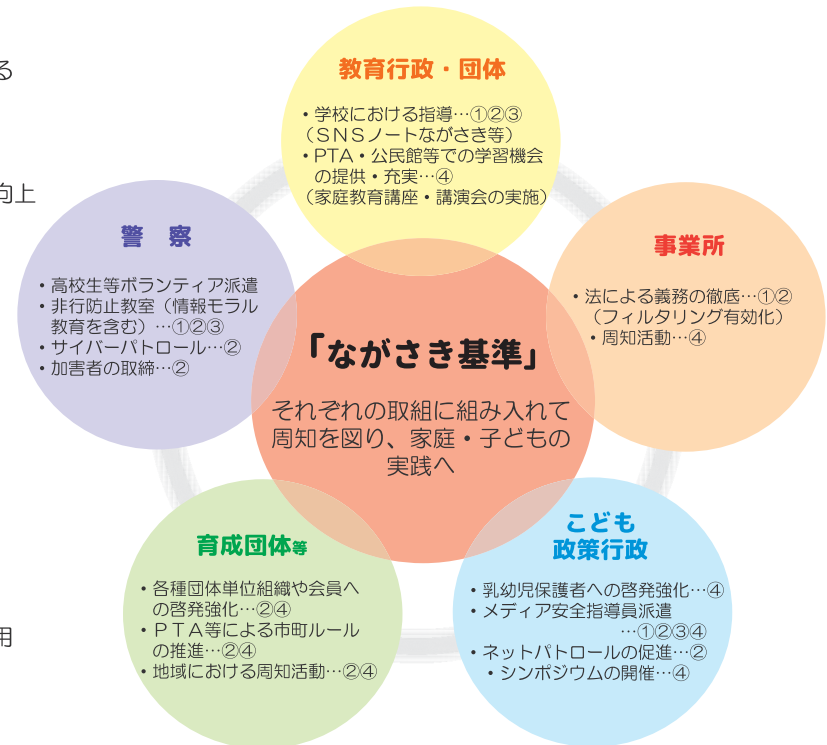 る
向上
用
教育行政・団体
・学校における指導…①②③
（ＳＮＳノートながさき等）
・PTA・公民館等での学習機会
の提供・充実…④
（家庭教育講座・講演会の実施）
警　察
・高校生等ボランティア派遣
・非行防止教室（情報モラル
教育を含む）…①②③
・サイバーパトロール…②
・加害者の取締…②
事業所
・法による義務の徹底…①②
（フィルタリング有効化）
・周知活動…④
「ながさき基準」
それぞれの取組に組み入れて
周知を図り、家庭・子どもの
実践へ
育成団体等
・各種団体単位組織や会員へ
の啓発強化…②④
・ＰＴＡ等による市町ルール
の推進…②④
・地域における周知活動…②④
こども
政策行政
・乳幼児保護者への啓発強化…④
・メディア安全指導員派遣
…①②③④
・ネットパトロールの促進…②
・シンポジウムの開催…④